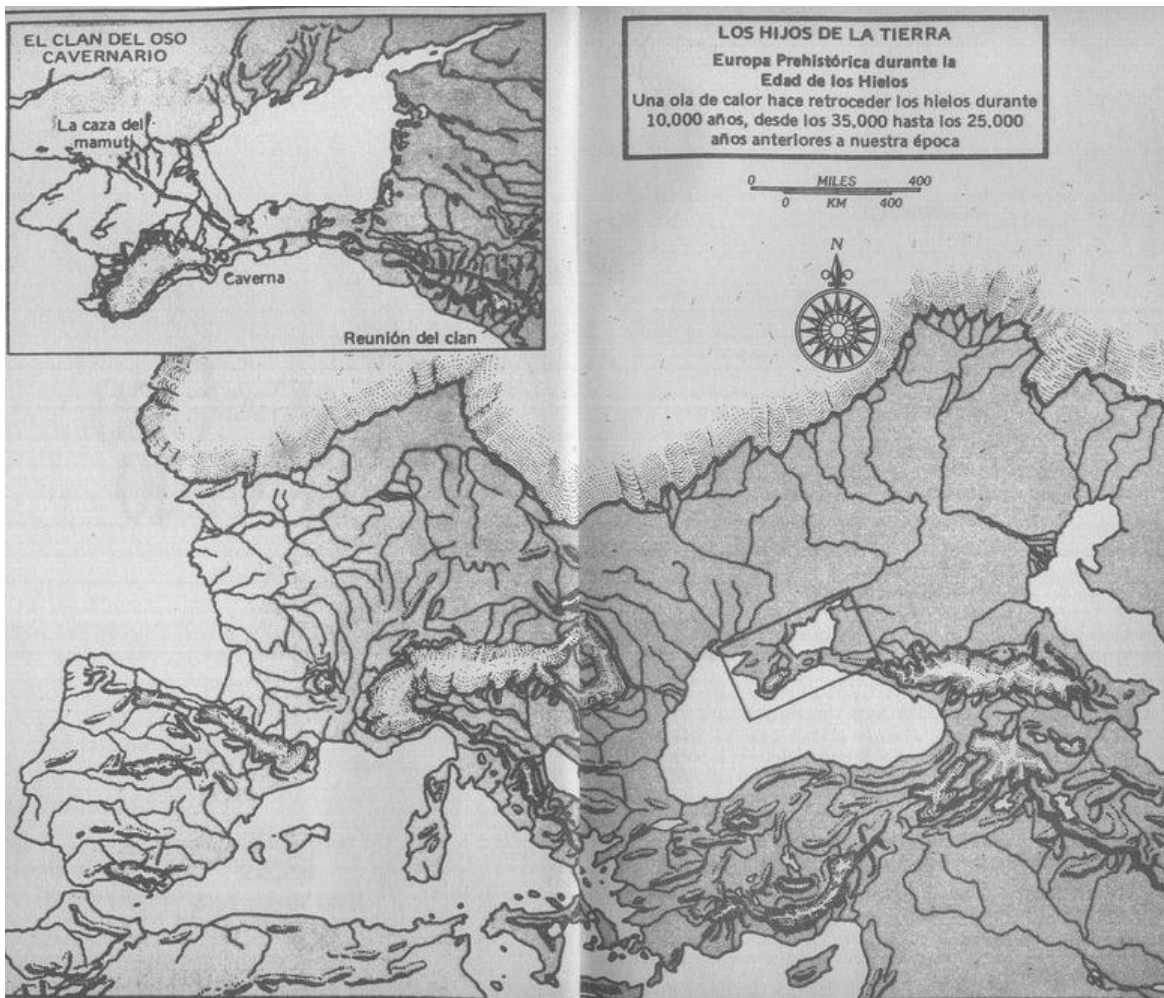 EL CLAN DEL OSO
CAVERNARIO
La caza del
mamut
Caverna
Reunión del clan
LOS HIJOS DE LA TIERRA
Europa Prehistórica durante la
Edad de los Hielos
Una ola de calor hace retroceder los hielos durante
10.000 años, desde los 35.000 hasta los 25.000
años anteriores a nuestra época
0 MILES 400
0 KM 400
N